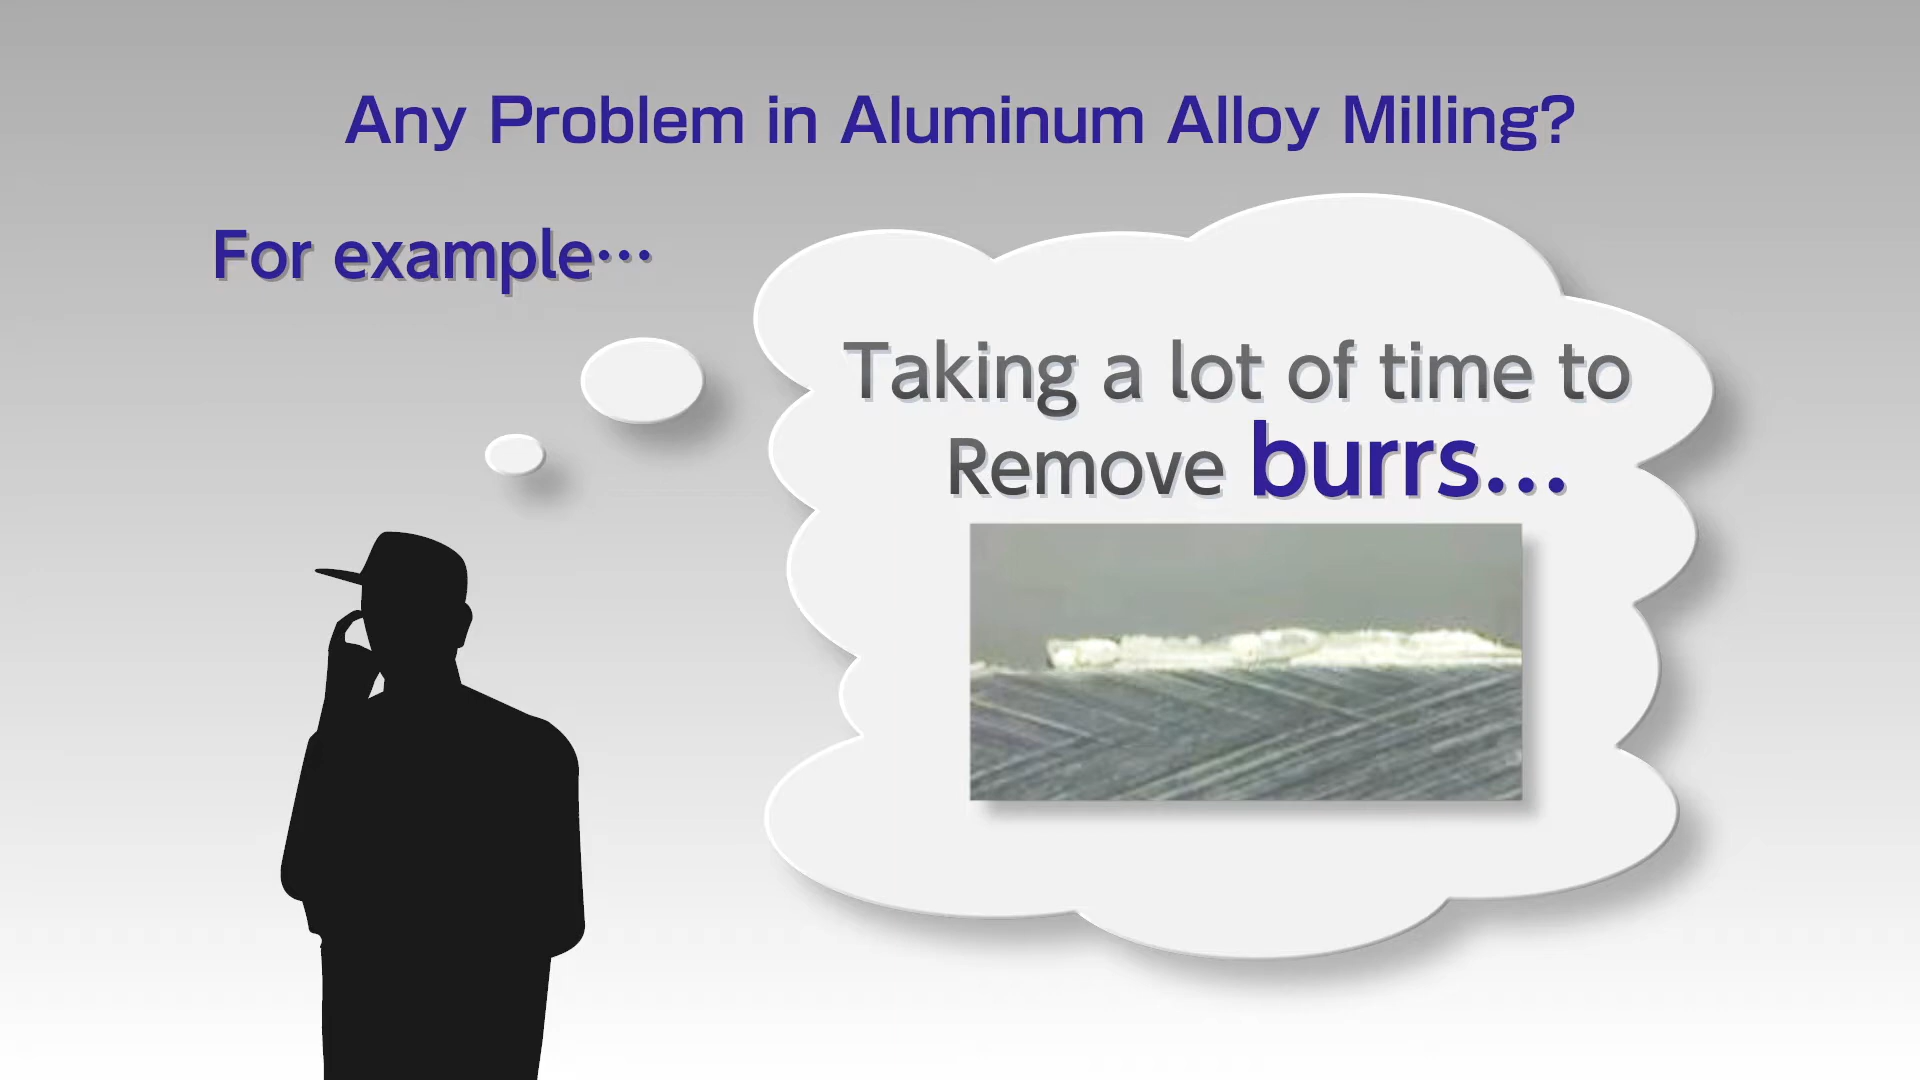 Any Problem in Aluminum Alloy Milling?
For example…
Taking a lot of time to
Remove burrs...